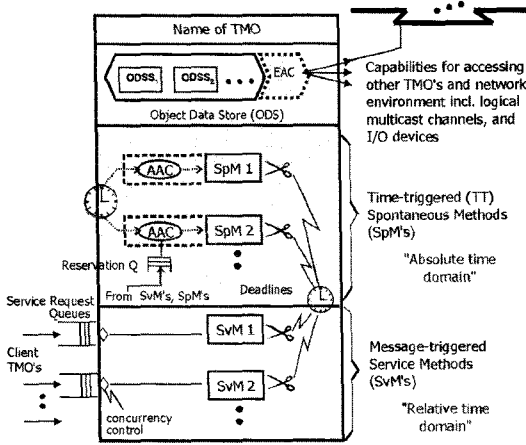 Name of TMO
ODSS1
ODSS2
EAC
Capabilities for accessing
other TMO's and network
environment incl. logical
multicast channels, and
I/O devices
Object Data Store (ODS)
AAC
SpM 1
AAC
SpM 2
Time-triggered (TT)
Spontaneous Methods
(SpM's)
"Absolute time
domain"
Reservation Q
From SvM's, SpM's
Deadlines
Service Request
Queues
SvM 1
Client
TMO's
SvM 2
Message-triggered
Service Methods
(SvM's)
"Relative time
domain"
concurrency
control